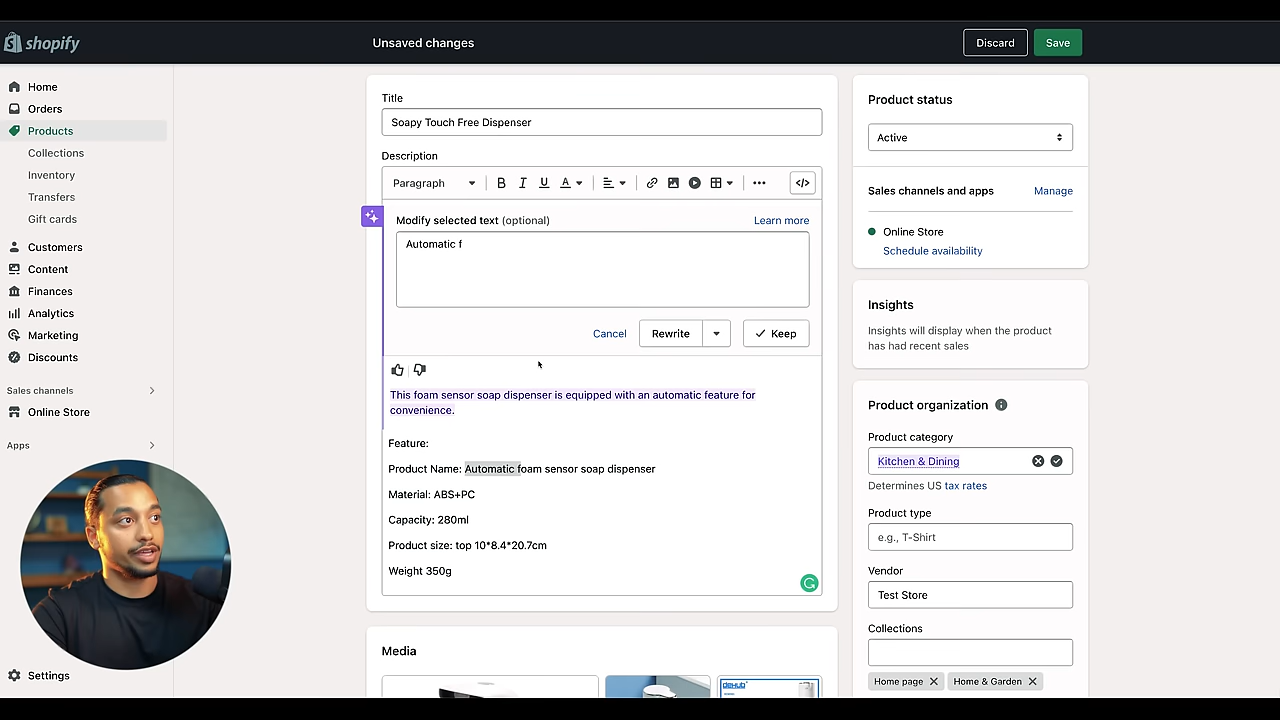 shopify
Unsaved changes
Discard
Save
Home
Orders
Products
Collections
Inventory
Transfers
Gift cards
Customers
Content
Finances
Analytics
Marketing
Discounts
Sales channels
Online Store
Apps
Settings
Title
Soapy Touch Free Dispenser
Description
Paragraph
B I U A
Modify selected text (optional)
Learn more
Automatic f
Cancel
Rewrite
Keep
This foam sensor soap dispenser is equipped with an automatic feature for
convenience.
Feature:
Product Name: Automatic foam sensor soap dispenser
Material: ABS+PC
Capacity: 280ml
Product size: top 10*8.4*20.7cm
Weight 350g
Media
dehub
Product status
Active
Sales channels and apps
Manage
Online Store
Schedule availability
Insights
Insights will display when the product
has had recent sales
Product organization
Product category
Kitchen & Dining
Determines US tax rates
Product type
e.g., T-Shirt
Vendor
Test Store
Collections
Home page
Home & Garden